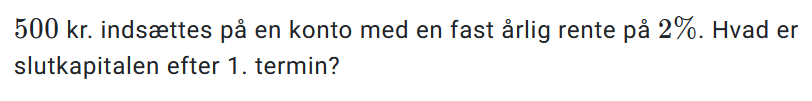 500 kr. indsættes på en konto med en fast årlig rente på 2%. Hvad er
slutkapitalen efter 1. termin?